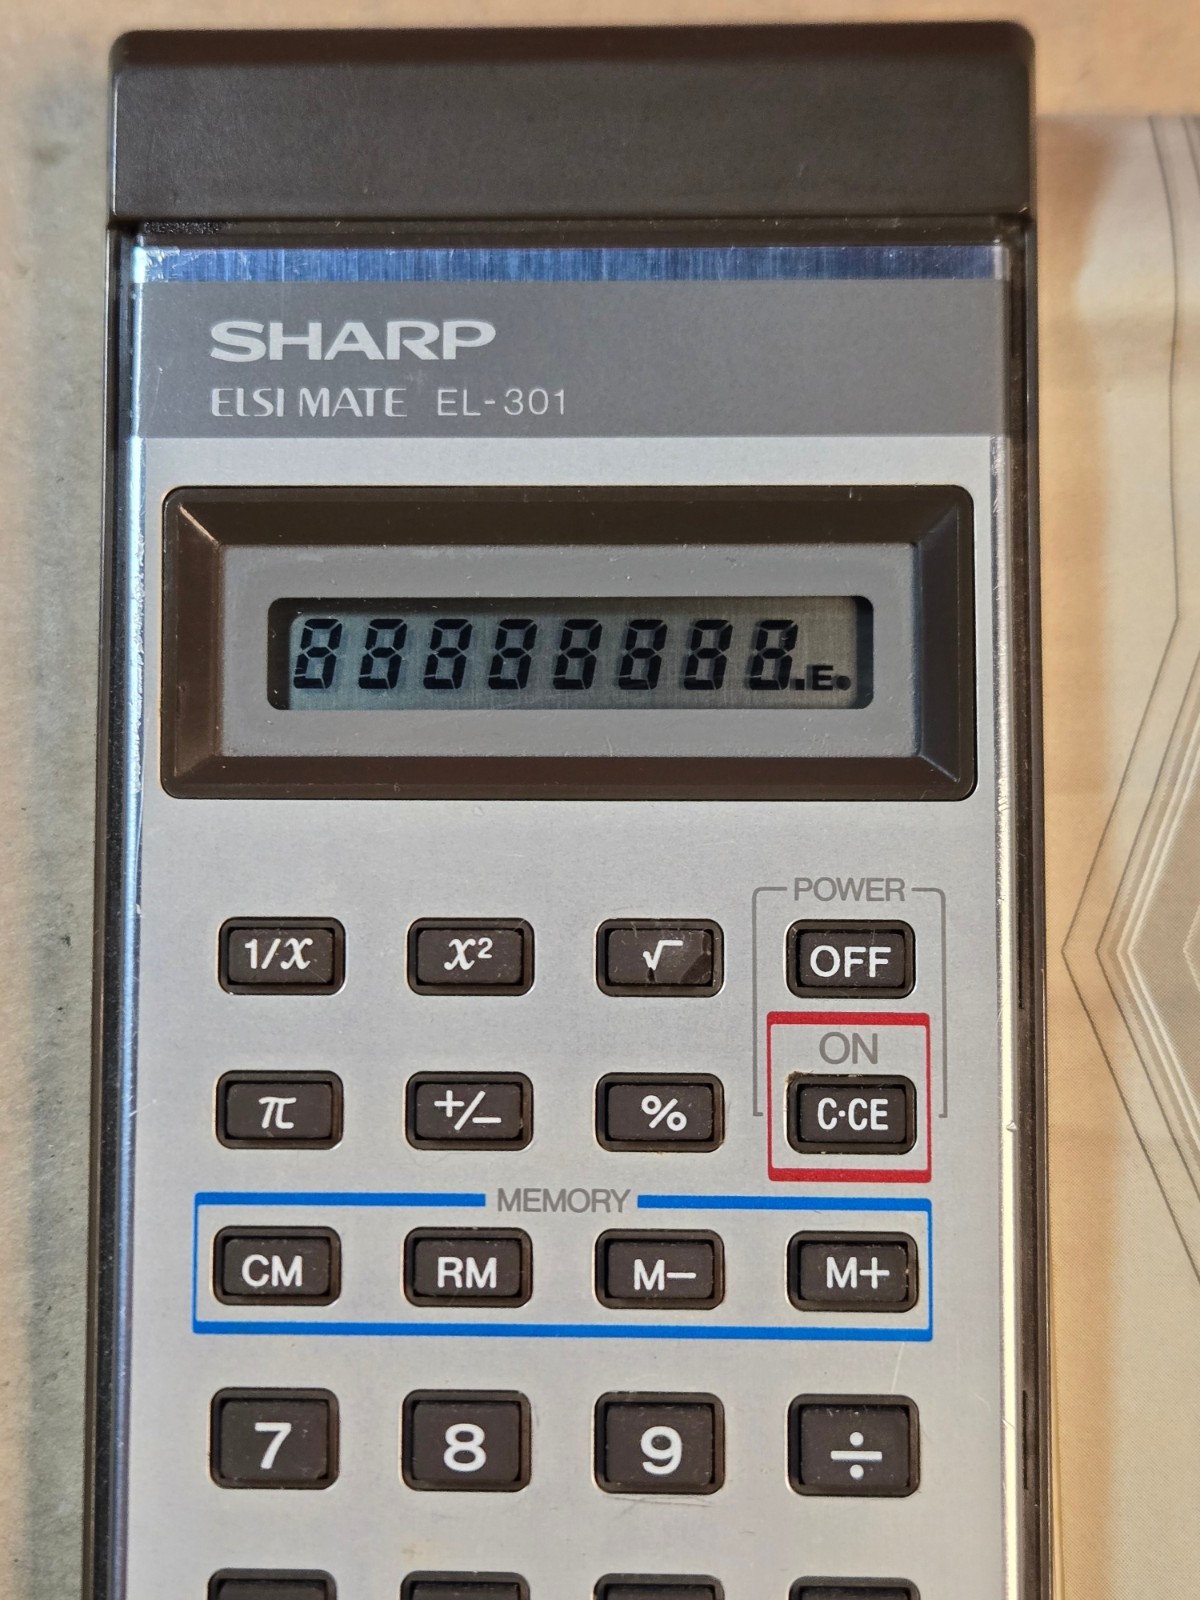 SHARP
ELSI MATE EL-301
88888888.E.
POWER
1/X X² √ OFF
ON
π +/− % C·CE
MEMORY
CM RM M− M+
7 8 9 ÷